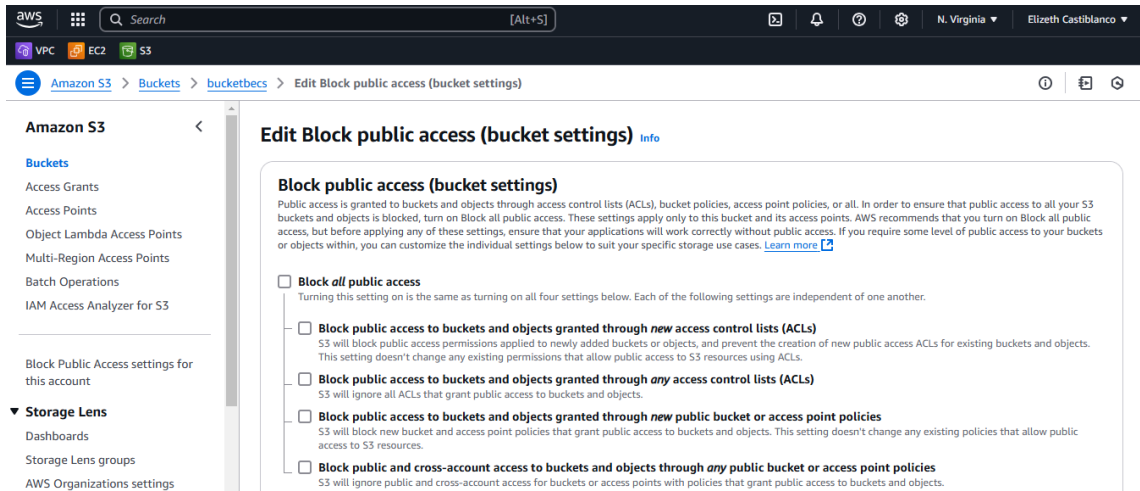 aws
Search [Alt+S]
N. Virginia ▼
Elizeth Castiblanco ▼
VPC EC2 S3
Amazon S3 > Buckets > bucketbecs > Edit Block public access (bucket settings)
Amazon S3
Buckets
Access Grants
Access Points
Object Lambda Access Points
Multi-Region Access Points
Batch Operations
IAM Access Analyzer for S3
Block Public Access settings for
this account
▼ Storage Lens
Dashboards
Storage Lens groups
AWS Organizations settings
Edit Block public access (bucket settings) Info
Block public access (bucket settings)
Public access is granted to buckets and objects through access control lists (ACLs), bucket policies, access point policies, or all. In order to ensure that public access to all your S3
buckets and objects is blocked, turn on Block all public access. These settings apply only to this bucket and its access points. AWS recommends that you turn on Block all public
access, but before applying any of these settings, ensure that your applications will work correctly without public access. If you require some level of public access to your buckets
or objects within, you can customize the individual settings below to suit your specific storage use cases. Learn more
Block all public access
Turning this setting on is the same as turning on all four settings below. Each of the following settings are independent of one another.
Block public access to buckets and objects granted through new access control lists (ACLs)
S3 will block public access permissions applied to newly added buckets or objects, and prevent the creation of new public access ACLs for existing buckets and objects.
This setting doesn't change any existing permissions that allow public access to S3 resources using ACLs.
Block public access to buckets and objects granted through any access control lists (ACLs)
S3 will ignore all ACLs that grant public access to buckets and objects.
Block public access to buckets and objects granted through new public bucket or access point policies
S3 will block new bucket and access point policies that grant public access to buckets and objects. This setting doesn't change any existing policies that allow public
access to S3 resources.
Block public and cross-account access to buckets and objects through any public bucket or access point policies
S3 will ignore public and cross-account access for buckets or access points with policies that grant public access to buckets and objects.